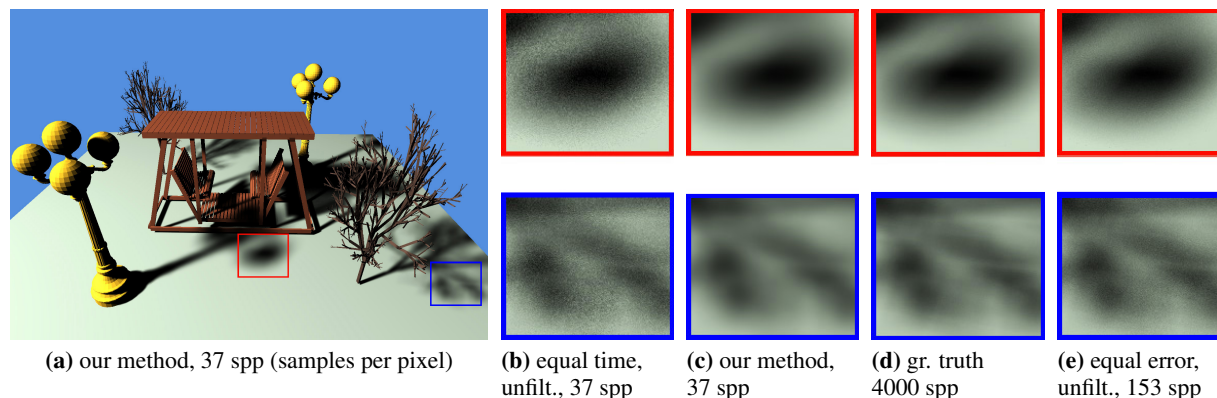 (a) our method, 37 spp (samples per pixel)
(b) equal time,
unfilt., 37 spp
(c) our method,
37 spp
(d) gr. truth
4000 spp
(e) equal error,
unfilt., 153 spp